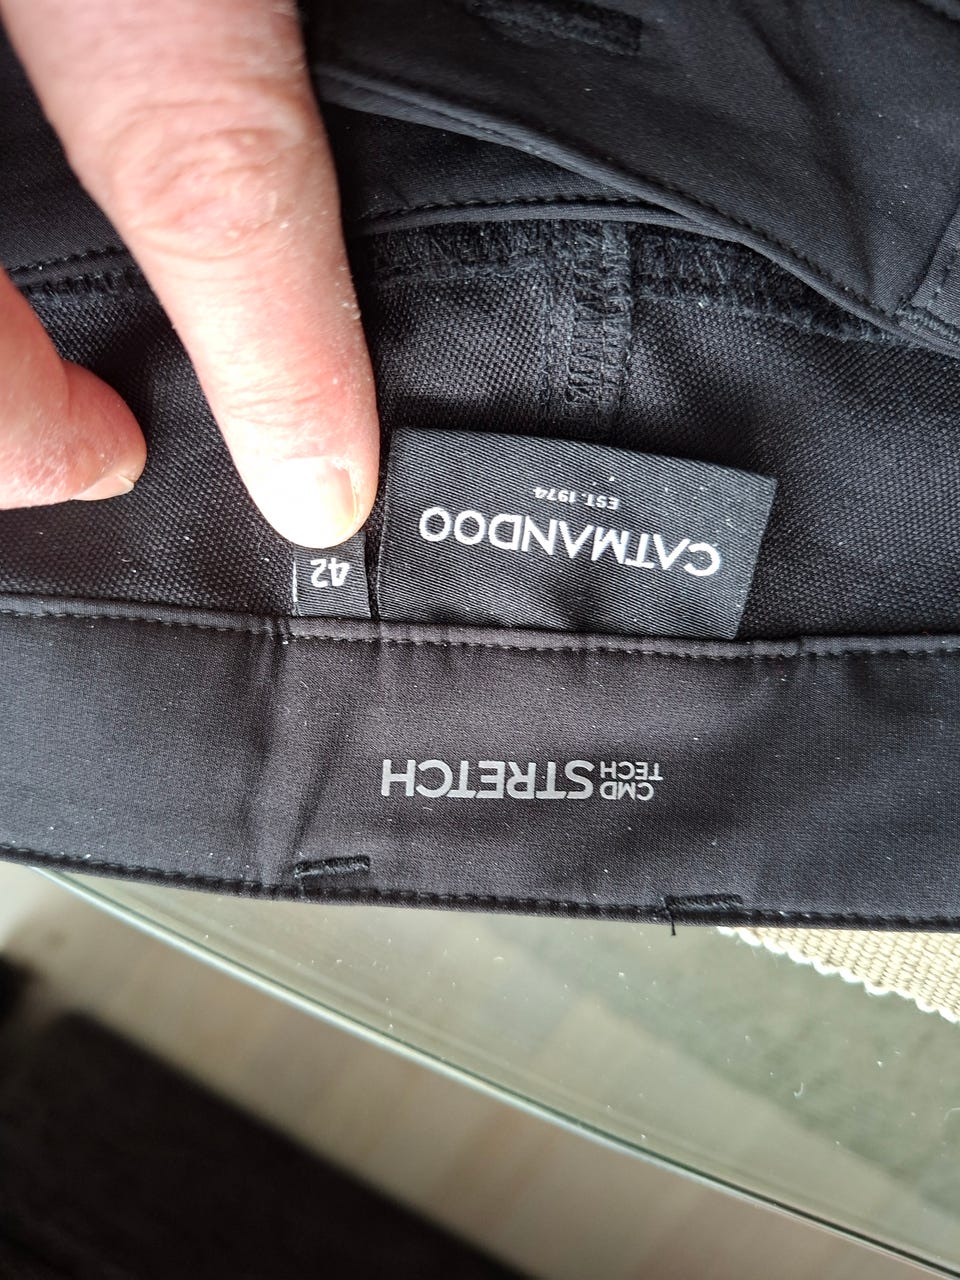 CMD
TECH
STRETCH
CATMANDOO
EST. 1974
42